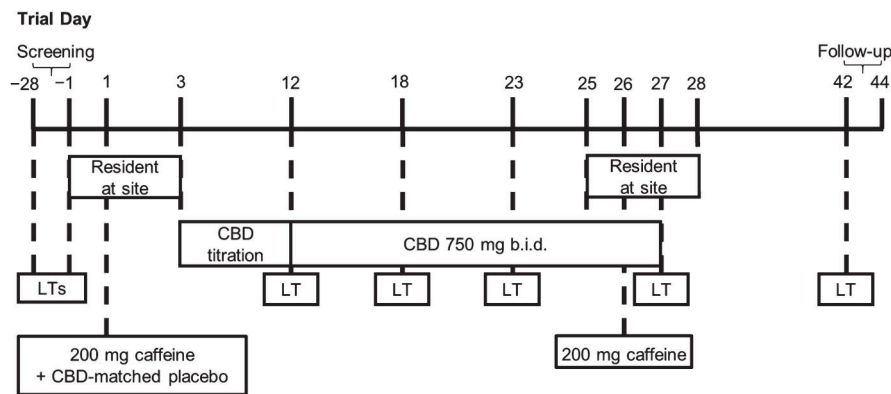 Trial Day
Screening
Follow-up
−28 −1 1 3 12 18 23 25 26 27 28 42 44
Resident
at site
Resident
at site
CBD
titration
CBD 750 mg b.i.d.
LTs
LT
LT
LT
LT
LT
200 mg caffeine
+ CBD-matched placebo
200 mg caffeine